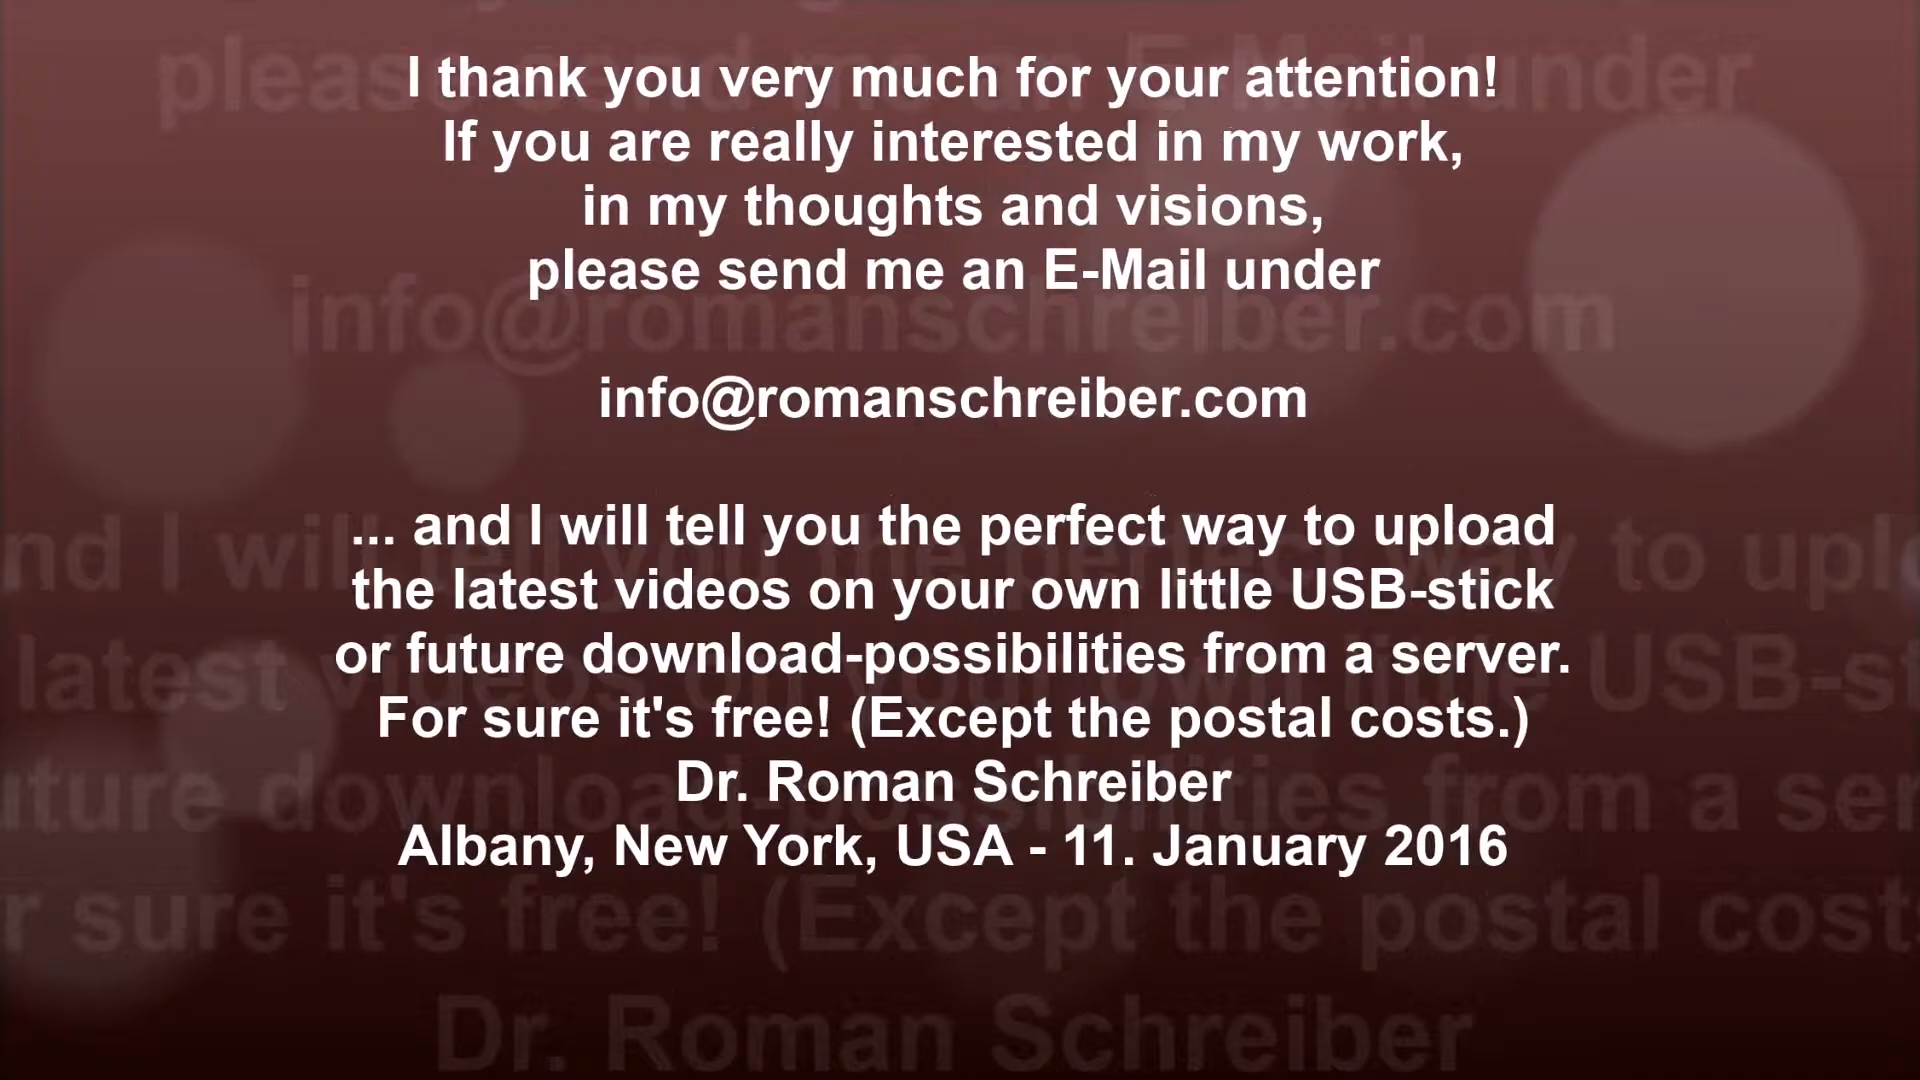 I thank you very much for your attention!
If you are really interested in my work,
in my thoughts and visions,
please send me an E-Mail under
info@romanschreiber.com
... and I will tell you the perfect way to upload
the latest videos on your own little USB-stick
or future download-possibilities from a server.
For sure it's free! (Except the postal costs.)
Dr. Roman Schreiber
Albany, New York, USA - 11. January 2016